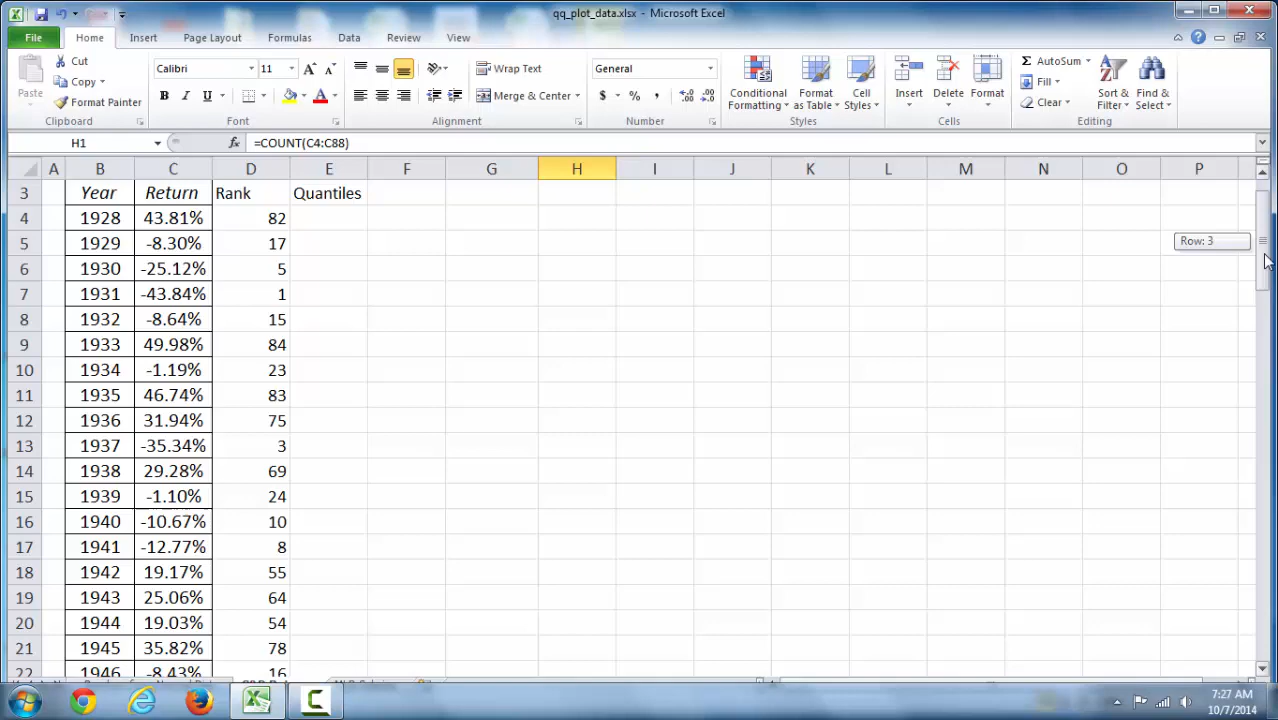 qq_plot_data.xlsx - Microsoft Excel
File Home Insert Page Layout Formulas Data Review View
Paste Cut Copy Format Painter
Calibri 11 A A B I U A
Wrap Text Merge & Center
General $ % ,
Conditional Formatting Format as Table Cell Styles
Insert Delete Format
Σ AutoSum Fill Clear
Sort & Filter Find & Select
Clipboard Font Alignment Number Styles Cells Editing
H1 fx =COUNT(C4:C88)
A B C D E F G H I J K L M N O P
3 Year Return Rank Quantiles
4 1928 43.81% 82
5 1929 -8.30% 17
Row: 3
6 1930 -25.12% 5
7 1931 -43.84% 1
8 1932 -8.64% 15
9 1933 49.98% 84
10 1934 -1.19% 23
11 1935 46.74% 83
12 1936 31.94% 75
13 1937 -35.34% 3
14 1938 29.28% 69
15 1939 -1.10% 24
16 1940 -10.67% 10
17 1941 -12.77% 8
18 1942 19.17% 55
19 1943 25.06% 64
20 1944 19.03% 54
21 1945 35.82% 78
22 1946 -8.43% 16
7:27 AM
10/7/2014